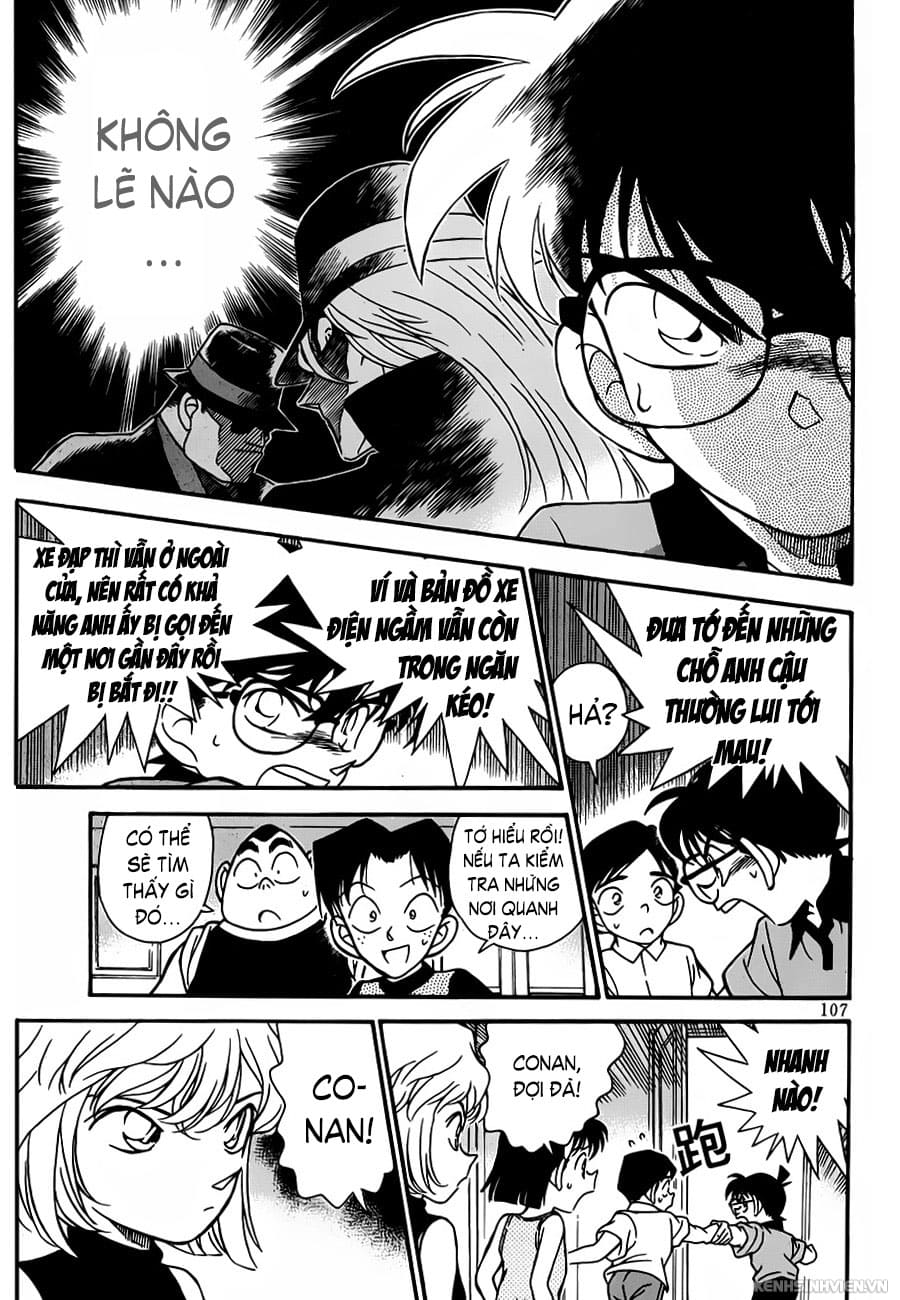 KHÔNG
LẼ NÀO
...
ĐƯA TỚ ĐẾN NHỮNG
CHỖ ANH CẬU
THƯỜNG LUI TỚI
MAU!
HẢ?
VÍ VÀ BẢN ĐỒ XE
ĐIỆN NGẦM VẪN CÒN
TRONG NGĂN
KÉO!
XE ĐẠP THÌ VẪN Ở NGOÀI
CỬA, NÊN RẤT CÓ KHẢ
NĂNG ANH ẤY BỊ GỌI ĐẾN
MỘT NƠI GẦN ĐÂY RỒI
BỊ BẮT ĐI!!
TỚ HIỂU RỒI!
NẾU TA KIỂM
TRA NHỮNG
NƠI QUANH
ĐÂY...
CÓ THỂ
SẼ TÌM
THẤY GÌ
ĐÓ...
107
NHANH
NÀO!
跑
CONAN,
ĐỢI ĐÃ!
CO-
NAN!
KENHSINHVIEN.VN